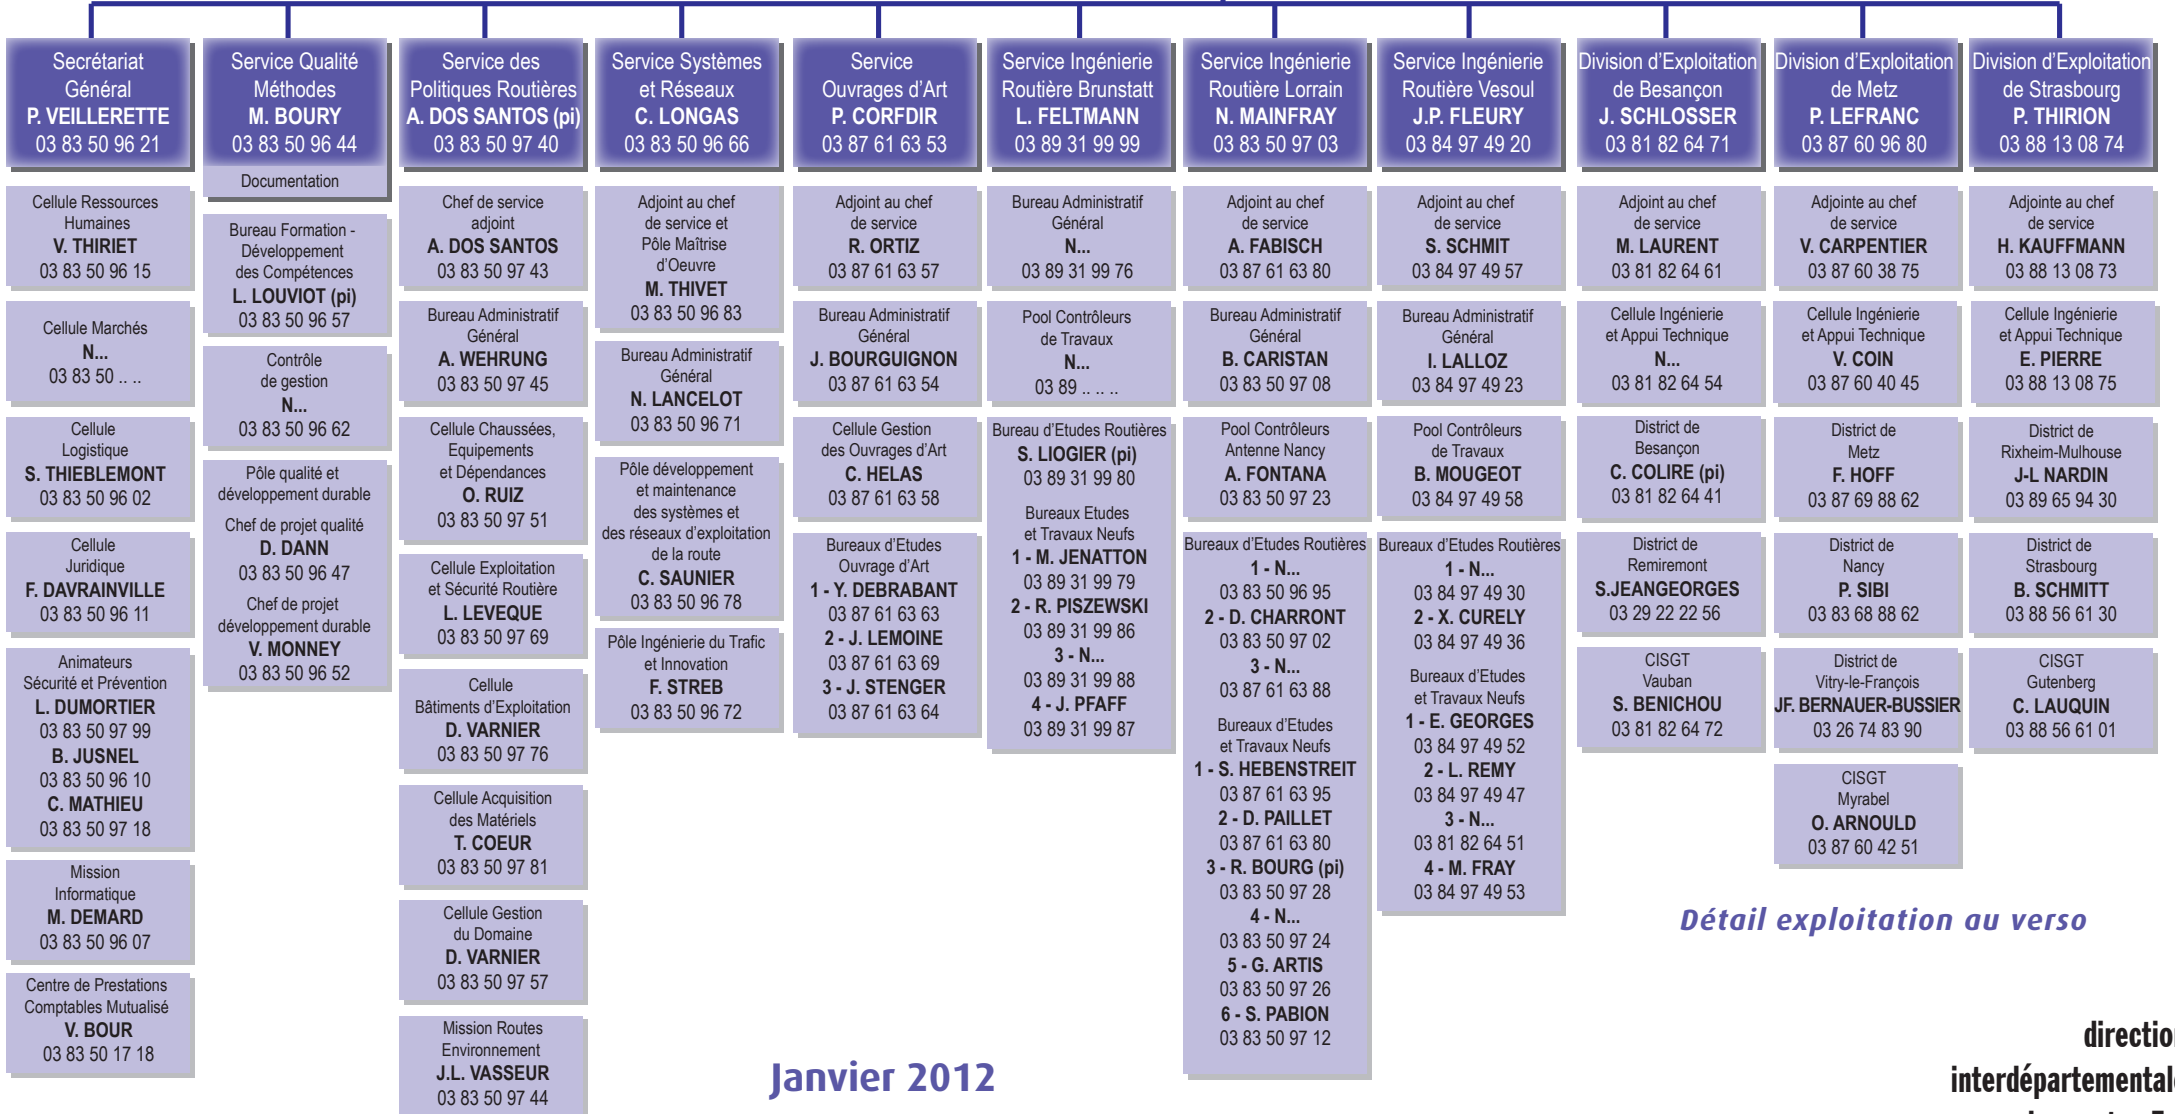 Secrétariat
Général
P. VEILLERETTE
03 83 50 96 21
Cellule Ressources
Humaines
V. THIRIET
03 83 50 96 15
Cellule Marchés
N...
03 83 50 .. ..
Cellule
Logistique
S. THIEBLEMONT
03 83 50 96 02
Cellule
Juridique
F. DAVRAINVILLE
03 83 50 96 11
Animateurs
Sécurité et Prévention
L. DUMORTIER
03 83 50 97 99
B. JUSNEL
03 83 50 96 10
C. MATHIEU
03 83 50 97 18
Mission
Informatique
M. DEMARD
03 83 50 96 07
Centre de Prestations
Comptables Mutualisé
V. BOUR
03 83 50 17 18
Service Qualité
Méthodes
M. BOURY
03 83 50 96 44
Documentation
Bureau Formation -
Développement
des Compétences
L. LOUVIOT (pi)
03 83 50 96 57
Contrôle
de gestion
N...
03 83 50 96 62
Pôle qualité et
développement durable
Chef de projet qualité
D. DANN
03 83 50 96 47
Chef de projet
développement durable
V. MONNEY
03 83 50 96 52
Service des
Politiques Routières
A. DOS SANTOS (pi)
03 83 50 97 40
Chef de service
adjoint
A. DOS SANTOS
03 83 50 97 43
Bureau Administratif
Général
A. WEHRUNG
03 83 50 97 45
Cellule Chaussées,
Equipements
et Dépendances
O. RUIZ
03 83 50 97 51
Cellule Exploitation
et Sécurité Routière
L. LEVEQUE
03 83 50 97 69
Cellule
Bâtiments d'Exploitation
D. VARNIER
03 83 50 97 76
Cellule Acquisition
des Matériels
T. COEUR
03 83 50 97 81
Cellule Gestion
du Domaine
D. VARNIER
03 83 50 97 57
Mission Routes
Environnement
J.L. VASSEUR
03 83 50 97 44
Service Systèmes
et Réseaux
C. LONGAS
03 83 50 96 66
Adjoint au chef
de service et
Pôle Maîtrise
d'Oeuvre
M. THIVET
03 83 50 96 83
Bureau Administratif
Général
N. LANCELOT
03 83 50 96 71
Pôle développement
et maintenance
des systèmes et
des réseaux d'exploitation
de la route
C. SAUNIER
03 83 50 96 78
Pôle Ingénierie du Trafic
et Innovation
F. STREB
03 83 50 96 72
Service
Ouvrages d'Art
P. CORFDIR
03 87 61 63 53
Adjoint au chef
de service
R. ORTIZ
03 87 61 63 57
Bureau Administratif
Général
J. BOURGUIGNON
03 87 61 63 54
Cellule Gestion
des Ouvrages d'Art
C. HELAS
03 87 61 63 58
Bureaux d'Etudes
Ouvrage d'Art
1 - Y. DEBRABANT
03 87 61 63 63
2 - J. LEMOINE
03 87 61 63 69
3 - J. STENGER
03 87 61 63 64
Service Ingénierie
Routière Brunstatt
L. FELTMANN
03 89 31 99 99
Bureau Administratif
Général
N...
03 89 31 99 76
Pool Contrôleurs
de Travaux
N...
03 89 .. .. ..
Bureau d'Etudes Routières
S. LIOGIER (pi)
03 89 31 99 80
Bureaux Etudes
et Travaux Neufs
1 - M. JENATTON
03 89 31 99 79
2 - R. PISZEWSKI
03 89 31 99 86
3 - N...
03 89 31 99 88
4 - J. PFAFF
03 89 31 99 87
Service Ingénierie
Routière Lorrain
N. MAINFRAY
03 83 50 97 03
Adjoint au chef
de service
A. FABISCH
03 87 61 63 80
Bureau Administratif
Général
B. CARISTAN
03 83 50 97 08
Pool Contrôleurs
Antenne Nancy
A. FONTANA
03 83 50 97 23
Bureaux d'Etudes Routières
1 - N...
03 83 50 96 95
2 - D. CHARRONT
03 83 50 97 02
3 - N...
03 87 61 63 88
Bureaux d'Etudes
et Travaux Neufs
1 - S. HEBENSTREIT
03 87 61 63 95
2 - D. PAILLET
03 87 61 63 80
3 - R. BOURG (pi)
03 83 50 97 28
4 - N...
03 83 50 97 24
5 - G. ARTIS
03 83 50 97 26
6 - S. PABION
03 83 50 97 12
Service Ingénierie
Routière Vesoul
J.P. FLEURY
03 84 97 49 20
Adjoint au chef
de service
S. SCHMIT
03 84 97 49 57
Bureau Administratif
Général
I. LALLOZ
03 84 97 49 23
Pool Contrôleurs
de Travaux
B. MOUGEOT
03 84 97 49 58
Bureaux d'Etudes Routières
1 - N...
03 84 97 49 30
2 - X. CURELY
03 84 97 49 36
Bureaux d'Etudes
et Travaux Neufs
1 - E. GEORGES
03 84 97 49 52
2 - L. REMY
03 84 97 49 47
3 - N...
03 81 82 64 51
4 - M. FRAY
03 84 97 49 53
Division d'Exploitation
de Besançon
J. SCHLOSSER
03 81 82 64 71
Adjoint au chef
de service
M. LAURENT
03 81 82 64 61
Cellule Ingénierie
et Appui Technique
N...
03 81 82 64 54
District de
Besançon
C. COLIRE (pi)
03 81 82 64 41
District de
Remiremont
S.JEANGEORGES
03 29 22 22 56
CISGT
Vauban
S. BENICHOU
03 81 82 64 72
Division d'Exploitation
de Metz
P. LEFRANC
03 87 60 96 80
Adjointe au chef
de service
V. CARPENTIER
03 87 60 38 75
Cellule Ingénierie
et Appui Technique
V. COIN
03 87 60 40 45
District de
Metz
F. HOFF
03 87 69 88 62
District de
Nancy
P. SIBI
03 83 68 88 62
District de
Vitry-le-François
JF. BERNAUER-BUSSIER
03 26 74 83 90
CISGT
Myrabel
O. ARNOULD
03 87 60 42 51
Division d'Exploitation
de Strasbourg
P. THIRION
03 88 13 08 74
Adjointe au chef
de service
H. KAUFFMANN
03 88 13 08 73
Cellule Ingénierie
et Appui Technique
E. PIERRE
03 88 13 08 75
District de
Rixheim-Mulhouse
J-L NARDIN
03 89 65 94 30
District de
Strasbourg
B. SCHMITT
03 88 56 61 30
CISGT
Gutenberg
C. LAUQUIN
03 88 56 61 01
Détail exploitation au verso
Janvier 2012
direction
interdépartementale